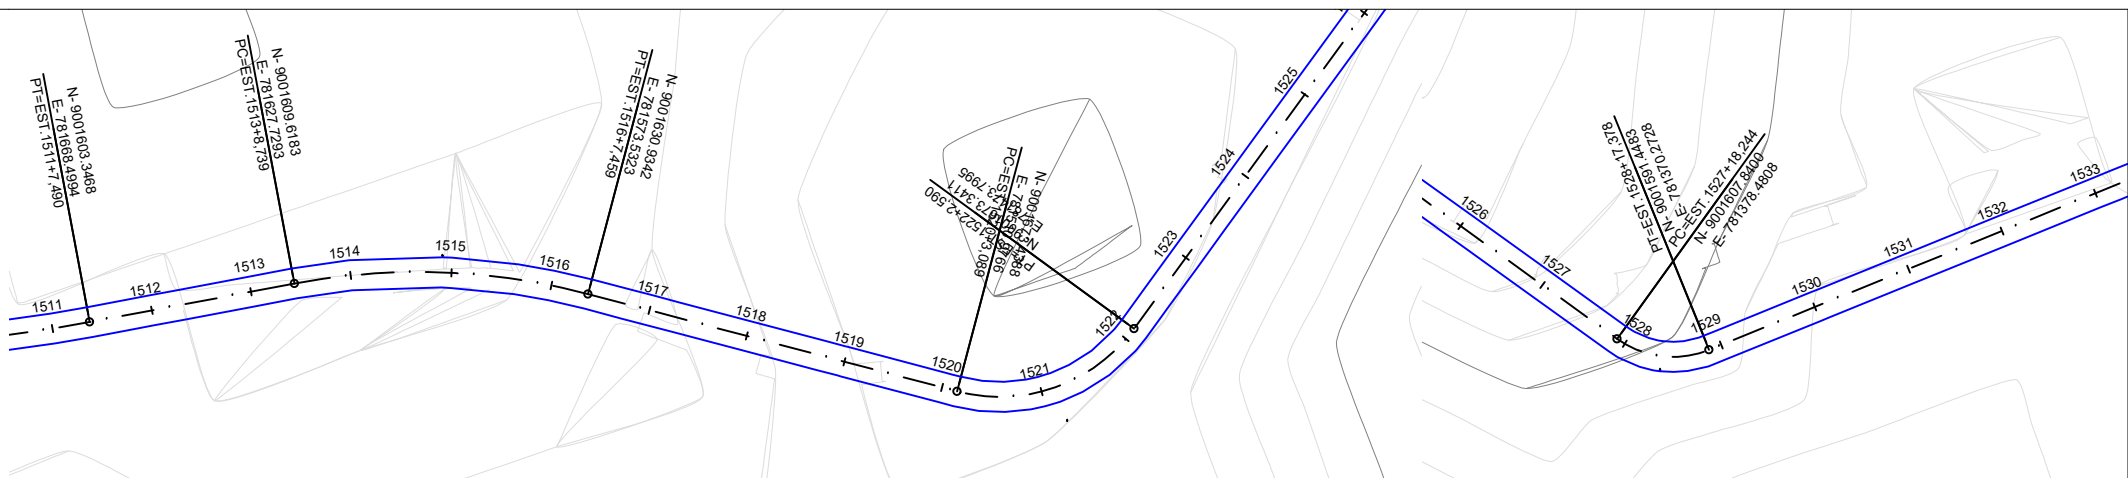 N- 9001603.3468
E- 781668.4994
PT=EST.1511+7,490
N- 9001609.6183
E- 781627.7293
PC=EST.1513+8,739
N- 9001630.9342
E- 781573.5323
PT=EST.1516+7,459
PT=EST.1528+17,378
N- 9001591.4483
E- 781370.2728
PC=EST.1527+18,244
N- 9001607.8400
E- 781378.4808
1511
1512
1513
1514
1515
1516
1517
1518
1519
1520
1521
1522
1523
1524
1525
1526
1527
1528
1529
1530
1531
1532
1533